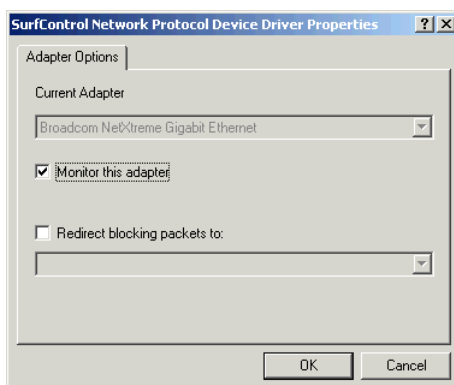 SurfControl Network Protocol Device Driver Properties
Adapter Options
Current Adapter
Broadcom NetXtreme Gigabit Ethernet
Monitor this adapter
Redirect blocking packets to:
OK Cancel